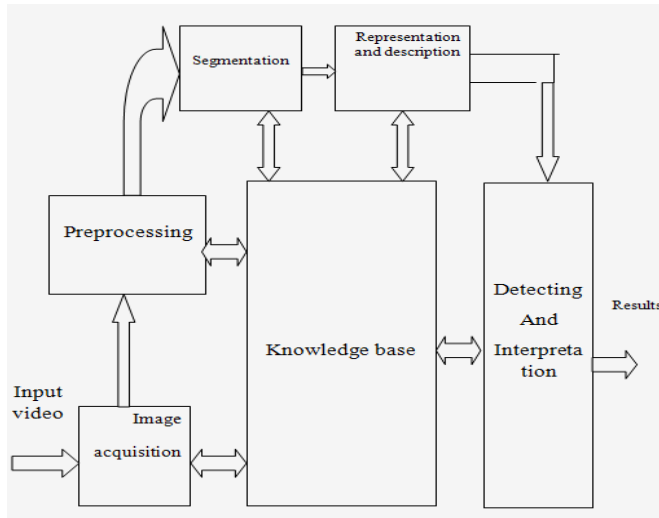 Representation
and description
Segmentation
Preprocessing
Detecting
And
Interpreta
tion
Results
Knowledge base
Input
video
Image
acquisition